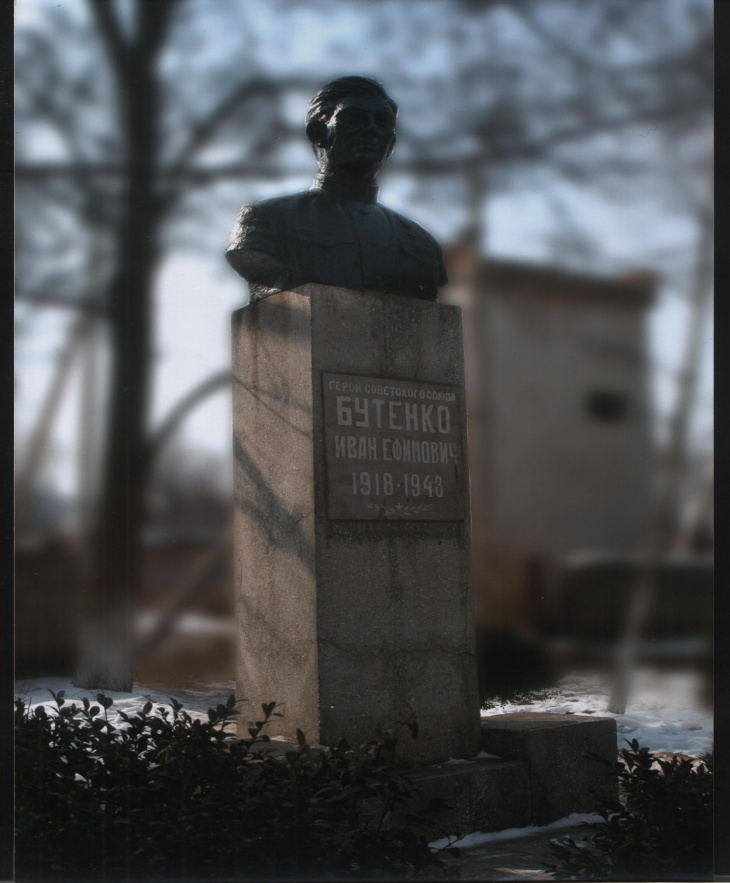 ГЕРОЙ СОВЕТСКОГО СОЮЗА
БУТЕНКО
ИВАН ЕФИМОВИЧ
1918-1943